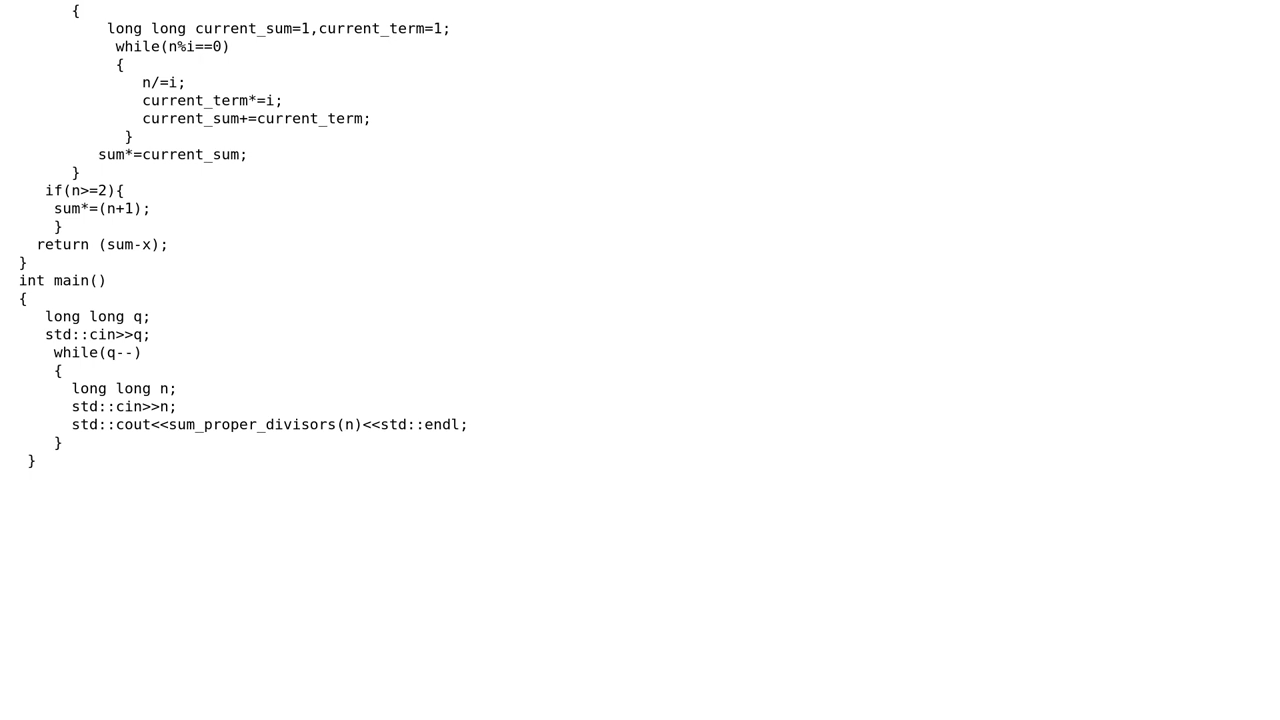 {
long long current_sum=1,current_term=1;
while(n%i==0)
{
n/=i;
current_term*=i;
current_sum+=current_term;
}
sum*=current_sum;
}
if(n>=2){
sum*=(n+1);
}
return (sum-x);
}
int main()
{
long long q;
std::cin>>q;
while(q--)
{
long long n;
std::cin>>n;
std::cout<<sum_proper_divisors(n)<<std::endl;
}
}